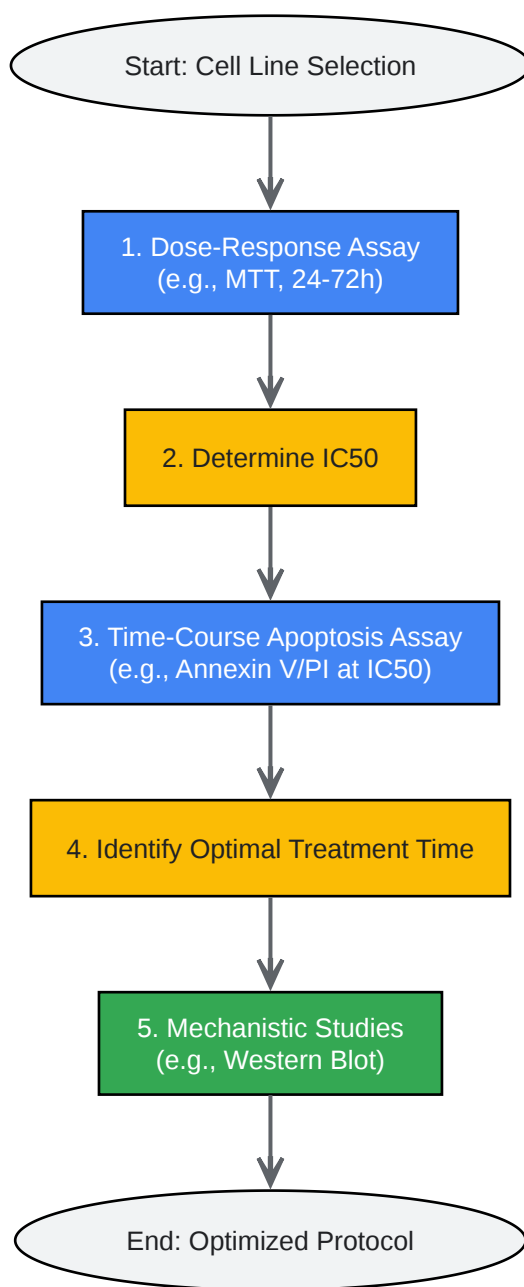 Start: Cell Line Selection
1. Dose-Response Assay
(e.g., MTT, 24-72h)
2. Determine IC50
3. Time-Course Apoptosis Assay
(e.g., Annexin V/PI at IC50)
4. Identify Optimal Treatment Time
5. Mechanistic Studies
(e.g., Western Blot)
End: Optimized Protocol